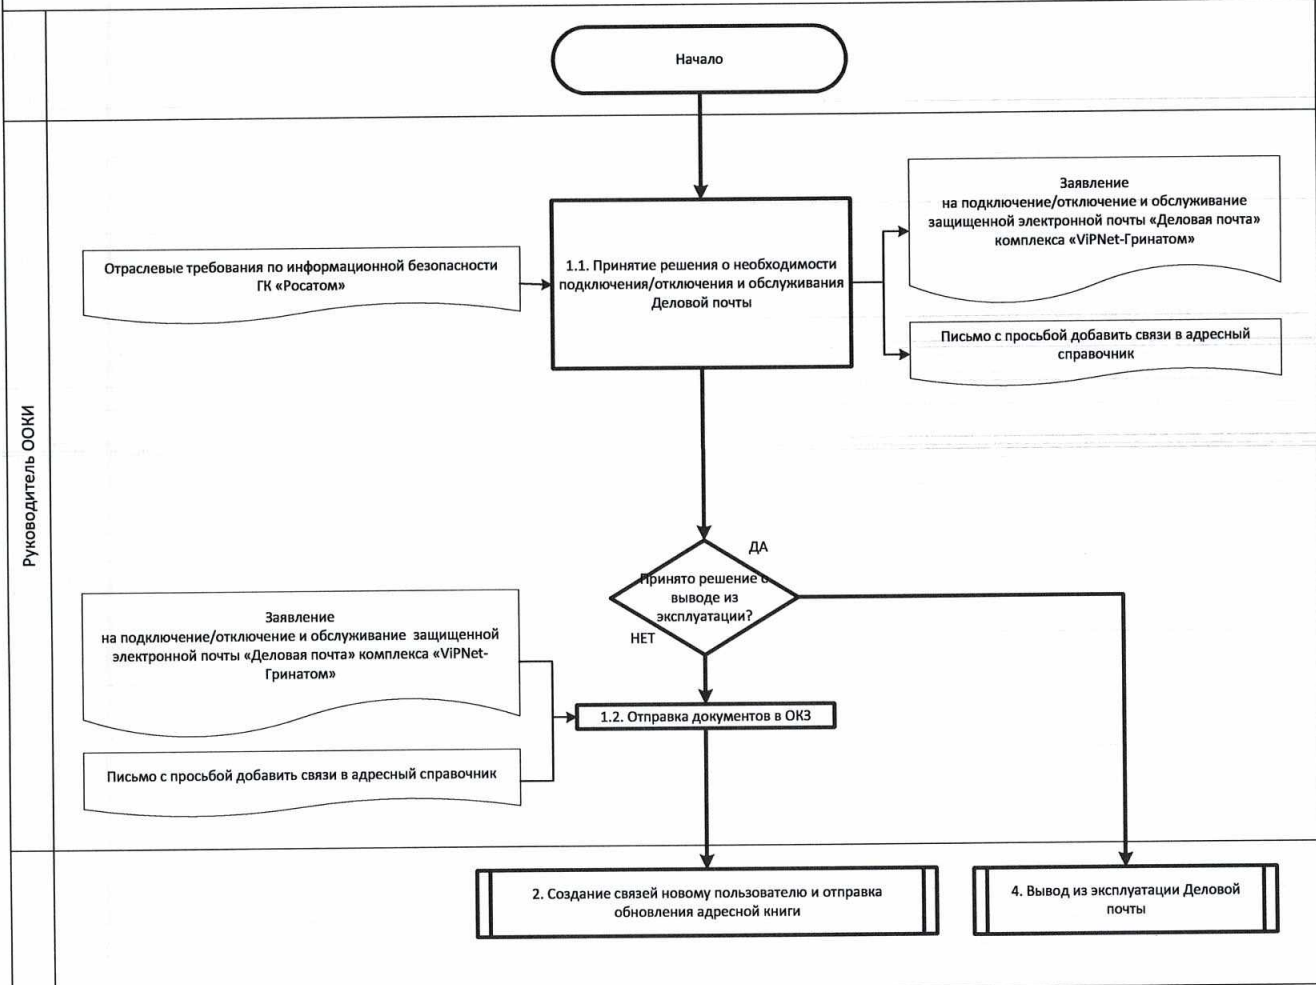 Начало
Заявление
на подключение/отключение и обслуживание
защищенной электронной почты «Деловая почта»
комплекса «ViPNet-Гринатом»
Отраслевые требования по информационной безопасности
ГК «Росатом»
1.1. Принятие решения о необходимости
подключения/отключения и обслуживания
Деловой почты
Письмо с просьбой добавить связи в адресный
справочник
Руководитель ООКИ
ДА
Принято решение о
выводе из
эксплуатации?
НЕТ
Заявление
на подключение/отключение и обслуживание защищенной
электронной почты «Деловая почта» комплекса «ViPNet-
Гринатом»
1.2. Отправка документов в ОКЗ
Письмо с просьбой добавить связи в адресный справочник
2. Создание связей новому пользователю и отправка
обновления адресной книги
4. Вывод из эксплуатации Деловой
почты